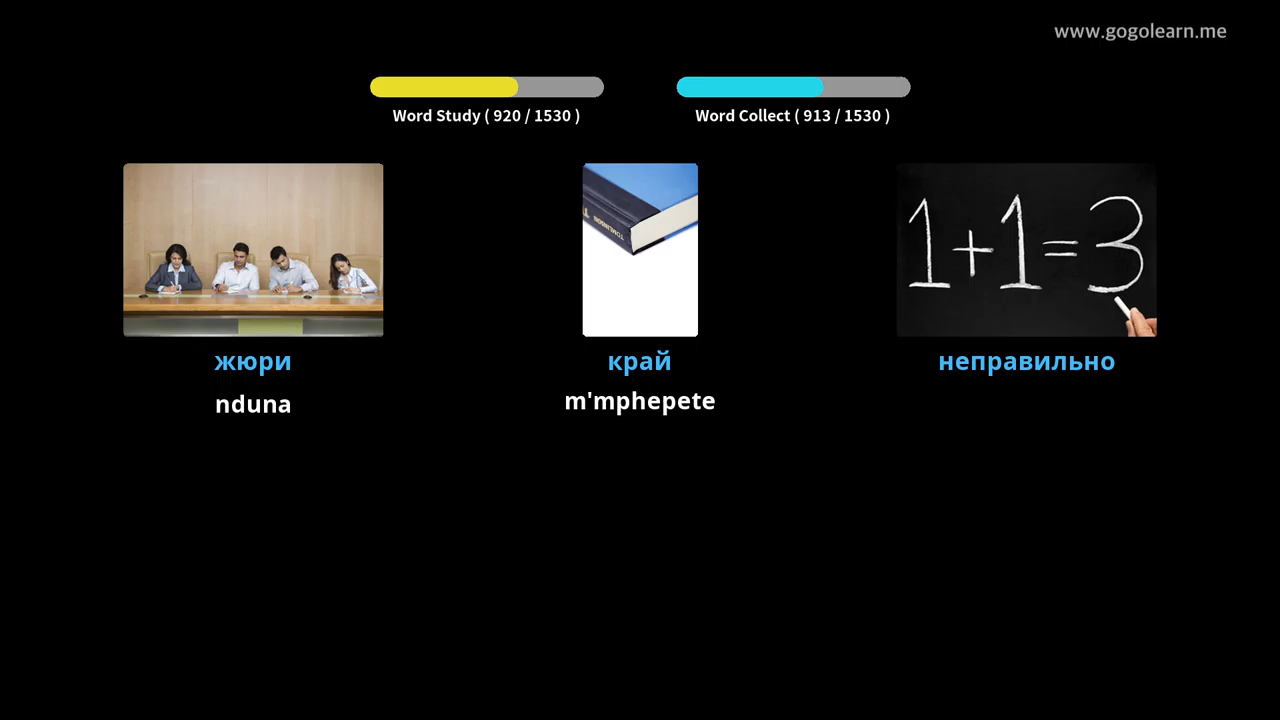 www.gogolearn.me
Word Study ( 920 / 1530 )
Word Collect ( 913 / 1530 )
TOMLINSON
1+1=3
жюри
край
неправильно
nduna
m'mphepete